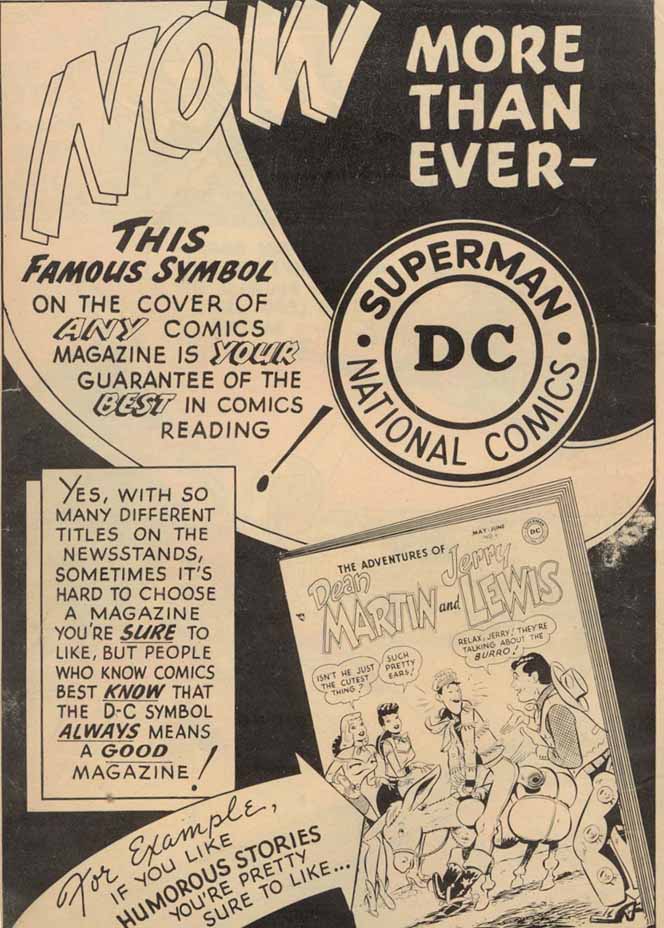 NOW
MORE
THAN
EVER-
THIS
FAMOUS SYMBOL
ON THE COVER OF
ANY COMICS
MAGAZINE IS YOUR
GUARANTEE OF THE
BEST IN COMICS
READING!
SUPERMAN
DC
NATIONAL COMICS
YES, WITH SO
MANY DIFFERENT
TITLES ON THE
NEWSSTANDS,
SOMETIMES IT'S
HARD TO CHOOSE
A MAGAZINE
YOU'RE SURE TO
LIKE, BUT PEOPLE
WHO KNOW COMICS
BEST KNOW THAT
THE D-C SYMBOL
ALWAYS MEANS
A GOOD
MAGAZINE!
MAY-JUNE
SUPERMAN
DC
THE ADVENTURES OF
Dean Jerry
MARTIN and LEWIS
ISN'T HE JUST
THE CUTEST
THING?
SUCH
PRETTY
EARS!
RELAX, JERRY! THEY'RE
TALKING ABOUT THE
BURRO!
For Example,
IF YOU LIKE
HUMOROUS STORIES
YOU'RE PRETTY
SURE TO LIKE...